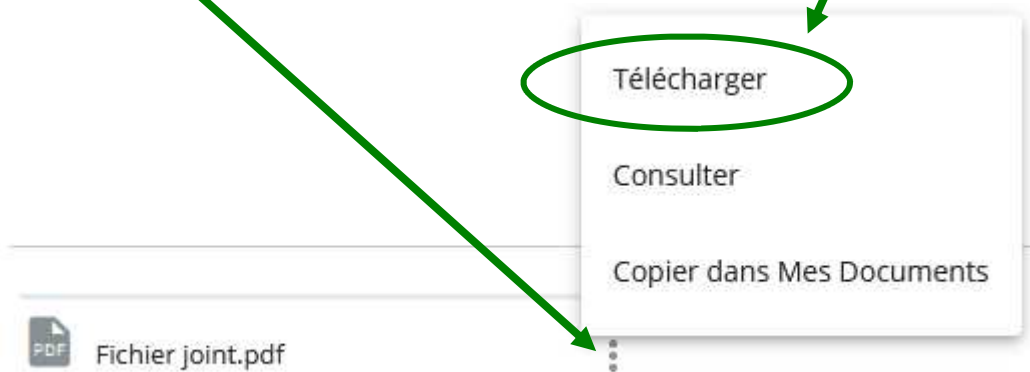 Télécharger
Consulter
Copier dans Mes Documents
PDF
Fichier joint.pdf